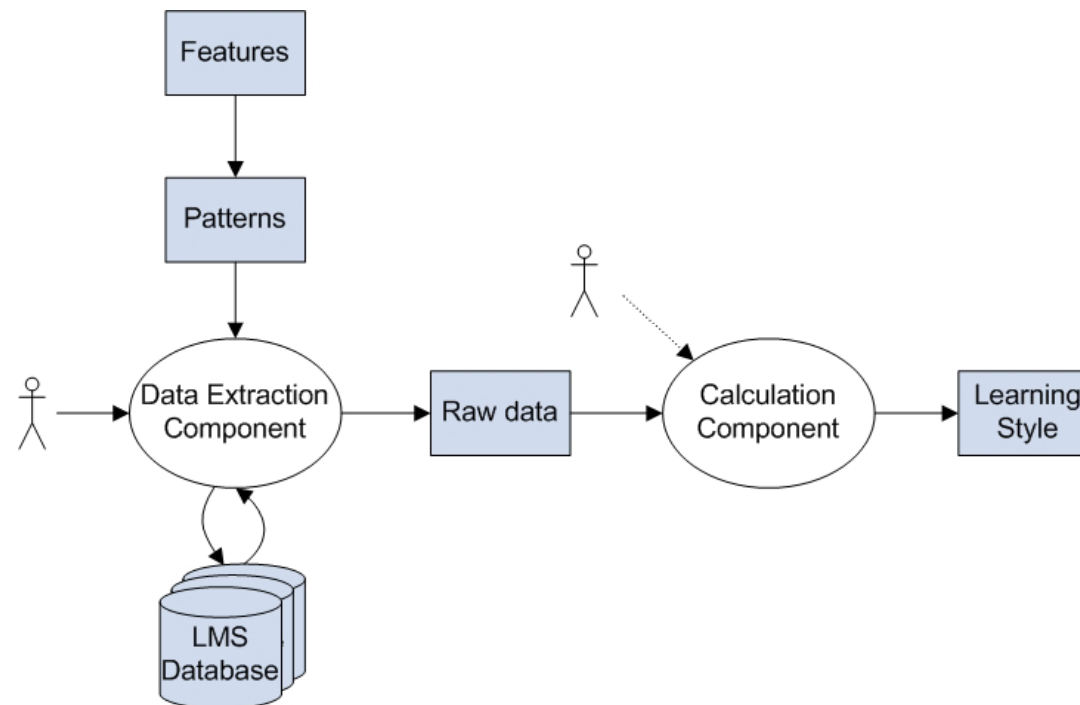 Features
Patterns
Data Extraction
Component
Raw data
Calculation
Component
Learning
Style
LMS
Database